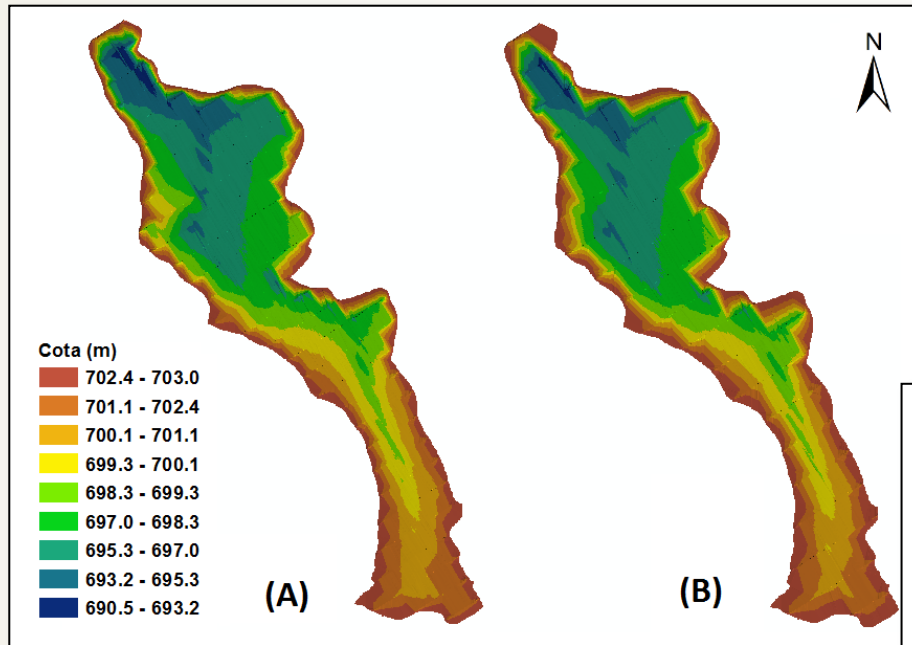 N
Cota (m)
702.4 - 703.0
701.1 - 702.4
700.1 - 701.1
699.3 - 700.1
698.3 - 699.3
697.0 - 698.3
695.3 - 697.0
693.2 - 695.3
690.5 - 693.2
(A)
(B)